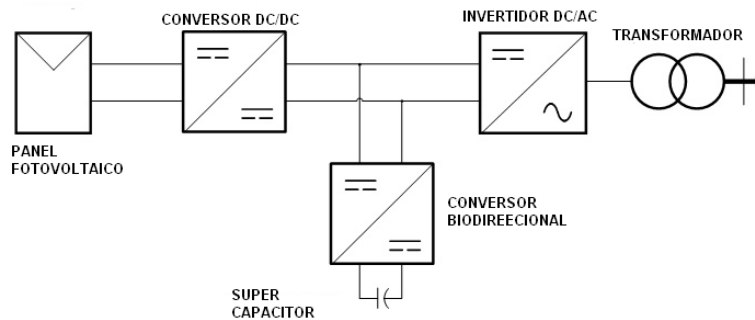 CONVERSOR DC/DC
INVERTIDOR DC/AC
TRANSFORMADOR
PANEL
FOTOVOLTAICO
CONVERSOR
BIODIREECIONAL
SUPER
CAPACITOR